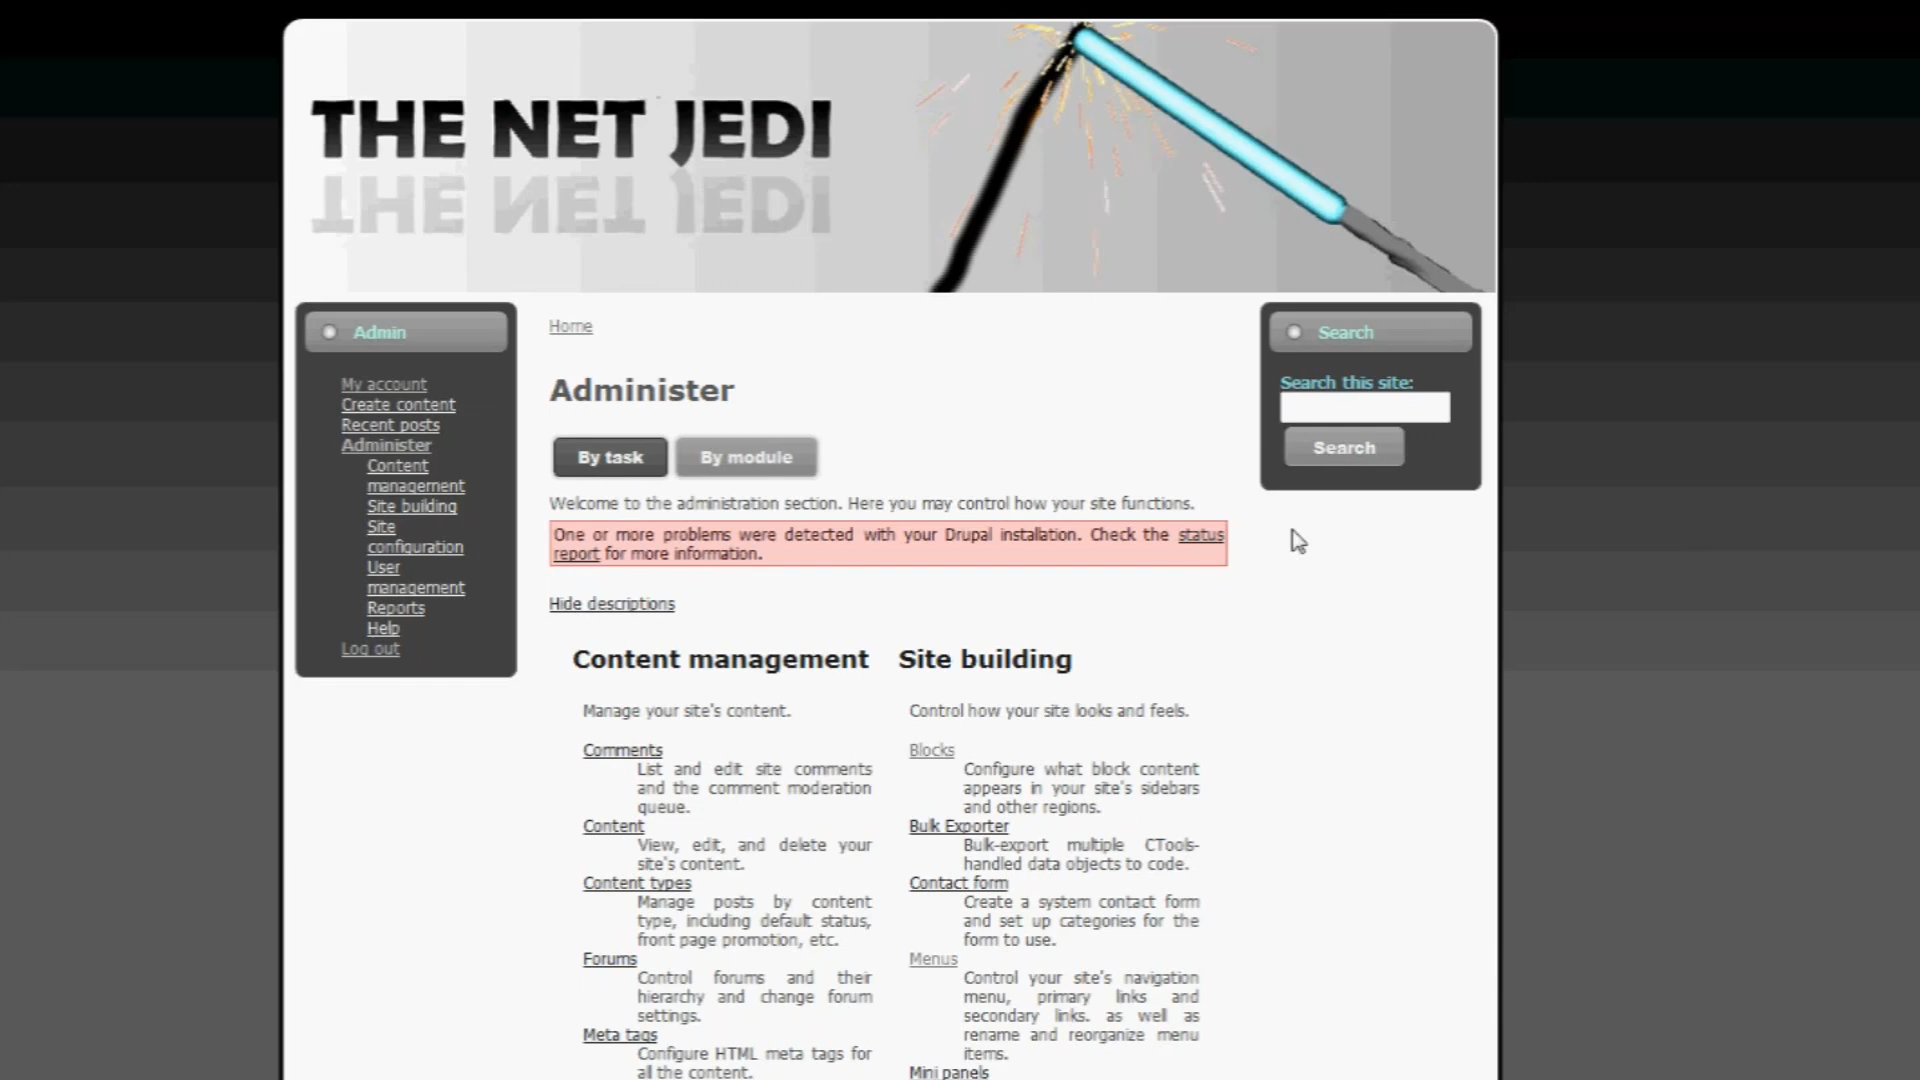 THE NET JEDI
Admin
My account
Create content
Recent posts
Administer
Content
management
Site building
Site
configuration
User
management
Reports
Help
Log out
Home
Administer
By task By module
Welcome to the administration section. Here you may control how your site functions.
One or more problems were detected with your Drupal installation. Check the status
report for more information.
Hide descriptions
Content management
Manage your site's content.
Comments
List and edit site comments
and the comment moderation
queue.
Content
View, edit, and delete your
site's content.
Content types
Manage posts by content
type, including default status,
front page promotion, etc.
Forums
Control forums and their
hierarchy and change forum
settings.
Meta tags
Configure HTML meta tags for
all the content.
Site building
Control how your site looks and feels.
Blocks
Configure what block content
appears in your site's sidebars
and other regions.
Bulk Exporter
Bulk-export multiple CTools-
handled data objects to code.
Contact form
Create a system contact form
and set up categories for the
form to use.
Menus
Control your site's navigation
menu, primary links and
secondary links. as well as
rename and reorganize menu
items.
Mini panels
Search
Search this site:
Search